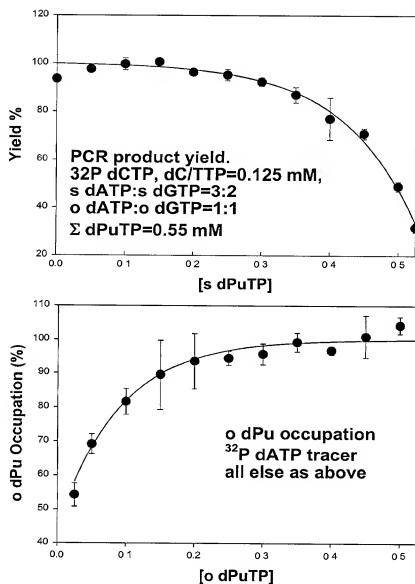 120
100
80
60
40
20
Yield %
PCR product yield.
32P dCTP, dC/TTP=0.125 mM,
s dATP:s dGTP=3:2
o dATP:o dGTP=1:1
Σ dPuTP=0.55 mM
0.0 0 1 0 2 0 3 0 4 0 5
[s dPuTP]
110
100
90
80
70
60
50
40
o dPu Occupation (%)
o dPu occupation
³²P dATP tracer
all else as above
0.0 0 1 0 2 0 3 0 4 0 5
[o dPuTP]